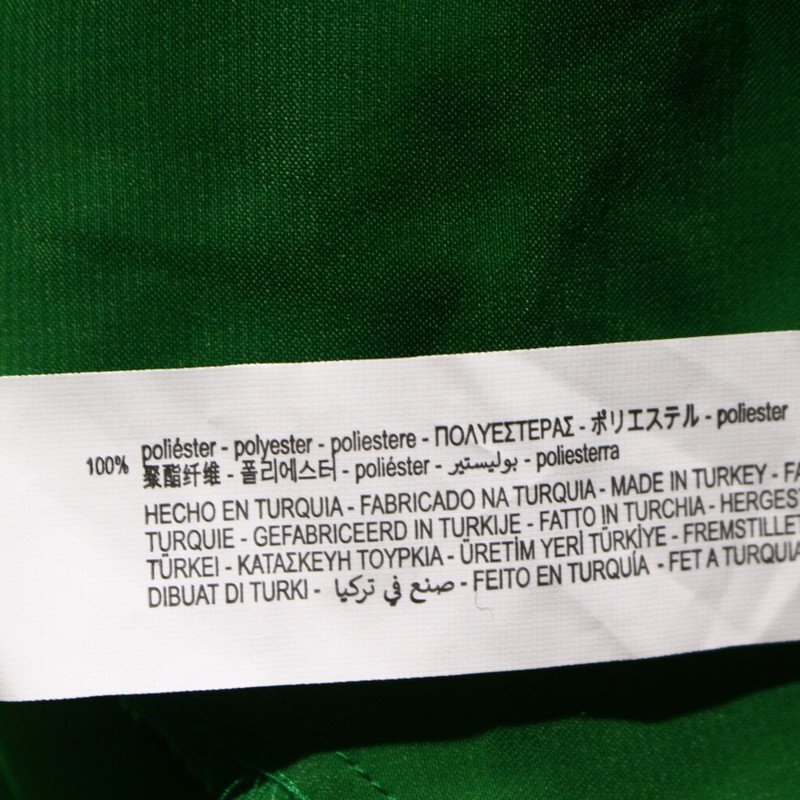 100% poliéster - polyester - poliestere - ΠΟΛΥΕΣΤΕΡΑΣ - ポリエステル - poliester
聚酯纤维 - 폴리에스터 - poliéster - بوليستير - poliesterra
HECHO EN TURQUIA - FABRICADO NA TURQUIA - MADE IN TURKEY - FA
TURQUIE - GEFABRICEERD IN TURKIJE - FATTO IN TURCHIA - HERGEST
TÜRKEI - ΚΑΤΑΣΚΕΥΗ ΤΟΥΡΚΙΑ - ÜRETİM YERİ TÜRKİYE - FREMSTILLET
DIBUAT DI TURKI - صنع في تركيا - FEITO EN TURQUÍA - FET A TURQUIA